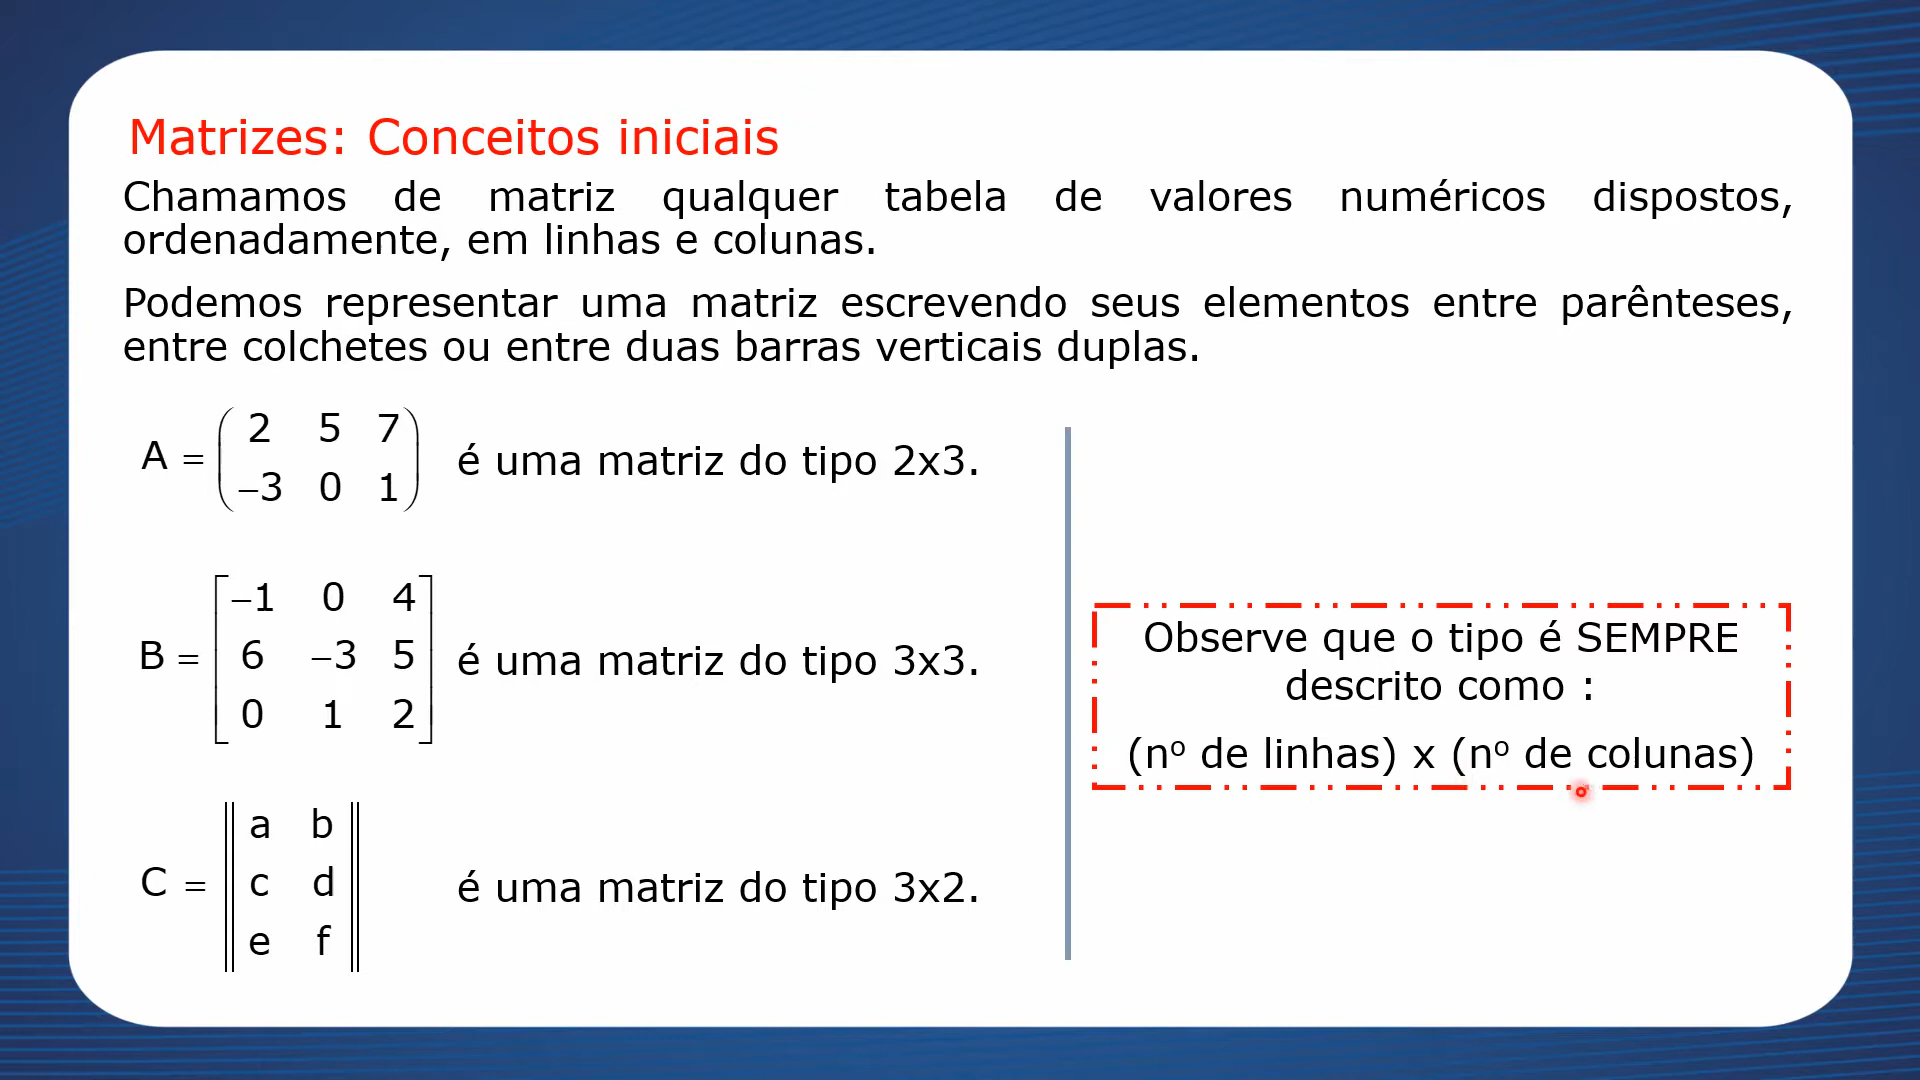 Matrizes: Conceitos iniciais
Chamamos de matriz qualquer tabela de valores numéricos dispostos,
ordenadamente, em linhas e colunas.
Podemos representar uma matriz escrevendo seus elementos entre parênteses,
entre colchetes ou entre duas barras verticais duplas.
2 5 7
A = é uma matriz do tipo 2x3.
−3 0 1
−1 0 4
B = 6 −3 5 é uma matriz do tipo 3x3.
0 1 2
a b
C = c d é uma matriz do tipo 3x2.
e f
Observe que o tipo é SEMPRE
descrito como :
(nº de linhas) x (nº de colunas)